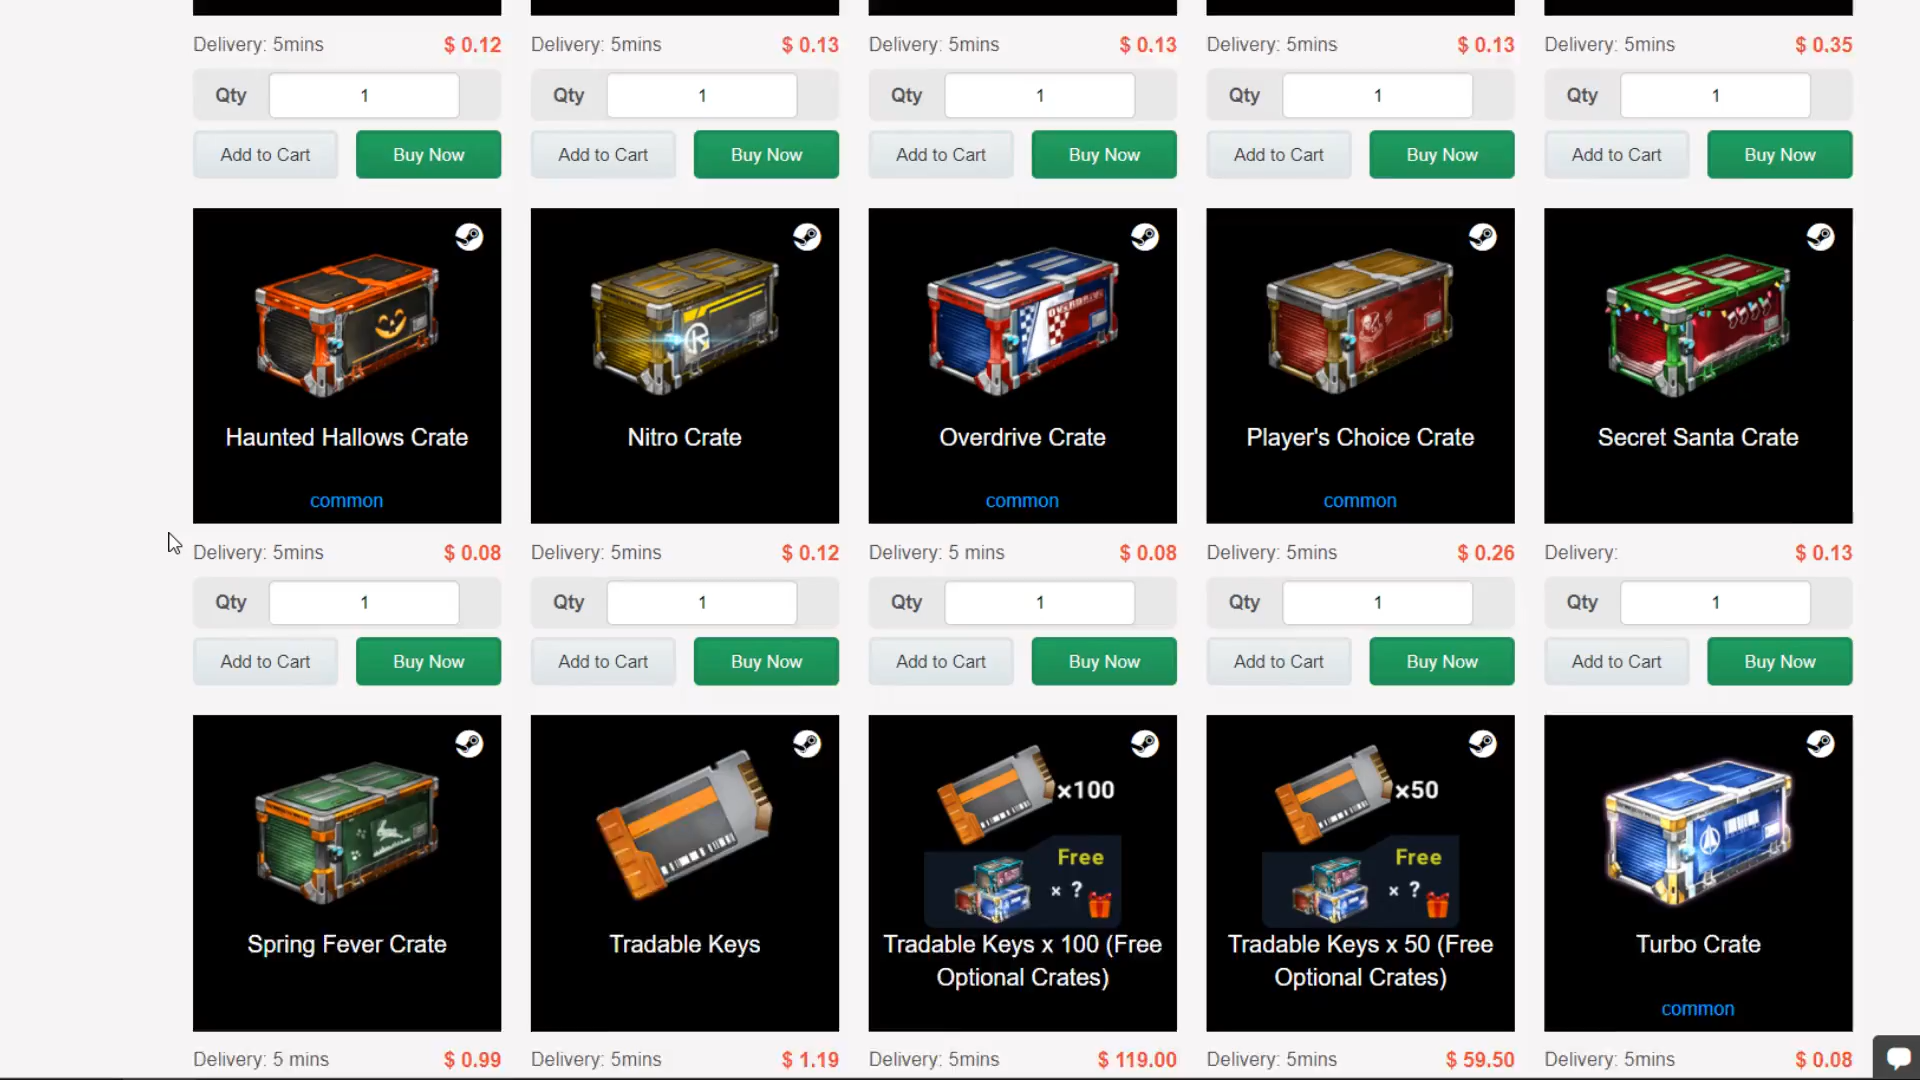 Delivery: 5mins $ 0.12 Delivery: 5mins $ 0.13 Delivery: 5mins $ 0.13 Delivery: 5mins $ 0.13 Delivery: 5mins $ 0.35
Qty 1 Qty 1 Qty 1 Qty 1 Qty 1
Add to Cart Buy Now Add to Cart Buy Now Add to Cart Buy Now Add to Cart Buy Now Add to Cart Buy Now
Haunted Hallows Crate Nitro Crate Overdrive Crate Player's Choice Crate Secret Santa Crate
common common common
Delivery: 5mins $ 0.08 Delivery: 5mins $ 0.12 Delivery: 5 mins $ 0.08 Delivery: 5mins $ 0.26 Delivery: $ 0.13
Qty 1 Qty 1 Qty 1 Qty 1 Qty 1
Add to Cart Buy Now Add to Cart Buy Now Add to Cart Buy Now Add to Cart Buy Now Add to Cart Buy Now
×100 ×50
Free Free
× ? × ?
Spring Fever Crate Tradable Keys Tradable Keys x 100 (Free Tradable Keys x 50 (Free Turbo Crate
Optional Crates) Optional Crates)
common
Delivery: 5 mins $ 0.99 Delivery: 5mins $ 1.19 Delivery: 5mins $ 119.00 Delivery: 5mins $ 59.50 Delivery: 5mins $ 0.08